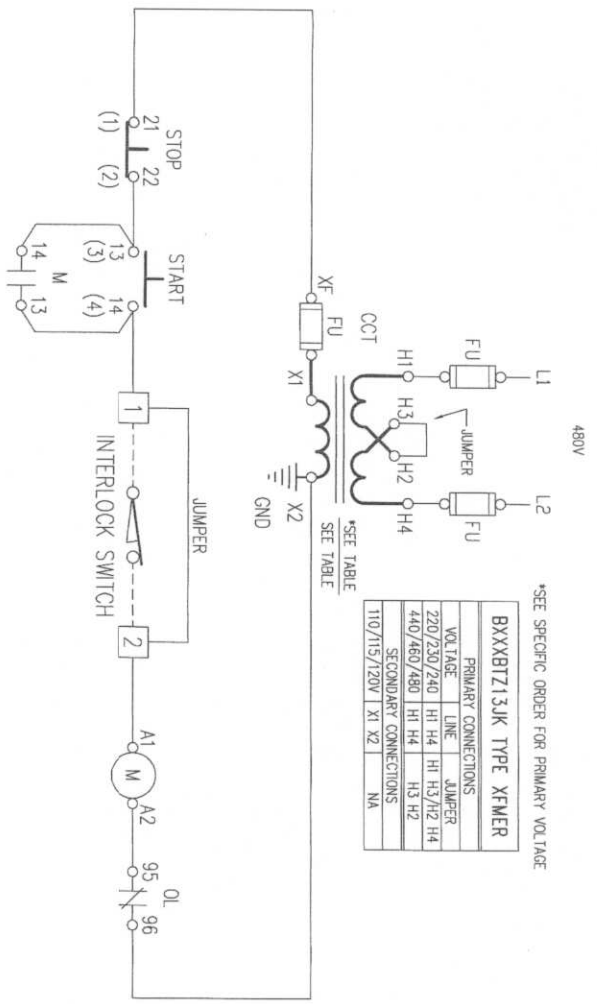 *SEE SPECIFIC ORDER FOR PRIMARY VOLTAGE
480V
L1
L2
FU
FU
JUMPER
H1
H3
H2
H4
CCT
XF
FU
X1
X2
GND
*SEE TABLE
SEE TABLE
BXXXBTZ13JK TYPE XFMER
PRIMARY CONNECTIONS
VOLTAGE LINE JUMPER
220/230/240 H1 H4 H1 H3/H2 H4
440/460/480 H1 H4 H3 H2
SECONDARY CONNECTIONS
110/115/120V X1 X2 NA
STOP
21
22
(1)
(2)
START
13
14
(3)
(4)
M
14
13
1
JUMPER
2
INTERLOCK SWITCH
A1
M
A2
95
OL
96